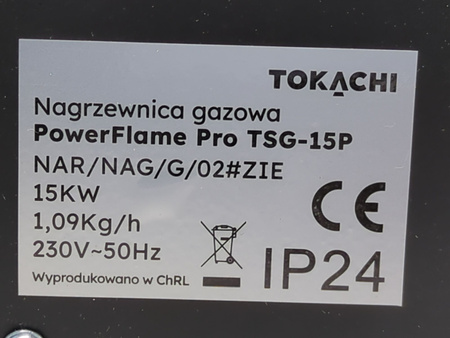 TOKACHI
Nagrzewnica gazowa
PowerFlame Pro TSG-15P
NAR/NAG/G/02#ZIE
15KW
1,09Kg/h
230V~50Hz
Wyprodukowano w ChRL
CE
IP24